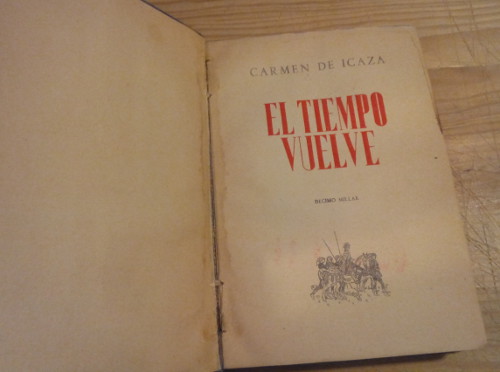 CARMEN DE ICAZA
EL TIEMPO
VUELVE
DECIMO MILLAR